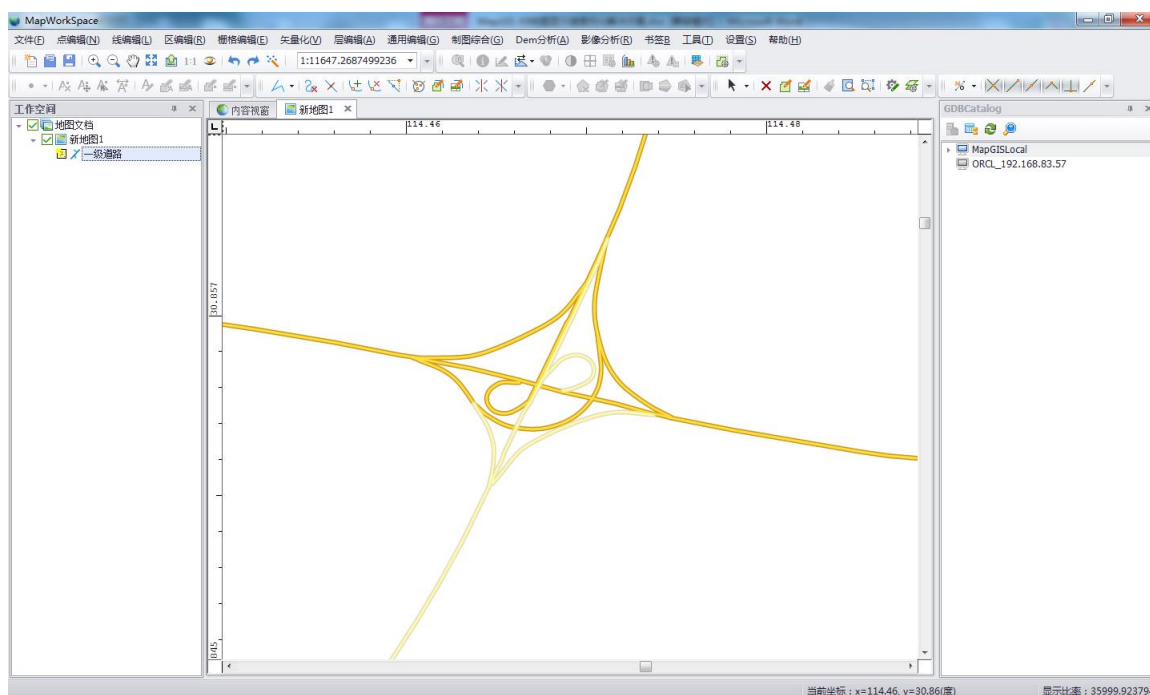 MapWorkSpace
文件(F) 点编辑(N) 线编辑(L) 区编辑(R) 栅格编辑(E) 矢量化(V) 层编辑(A) 通用编辑(G) 制图综合(G) Dem分析(A) 影像分析(R) 书签B 工具(T) 设置(S) 帮助(H)
1:1 1:11647.2687499236
工作空间
内容视窗 新地图1
GDBCatalog
地图文档
新地图1
一级道路
114.46 114.48
30.857
845
MapGISLocal
ORCL_192.168.83.57
当前坐标：x=114.46, y=30.86(度) 显示比率：35999.92379